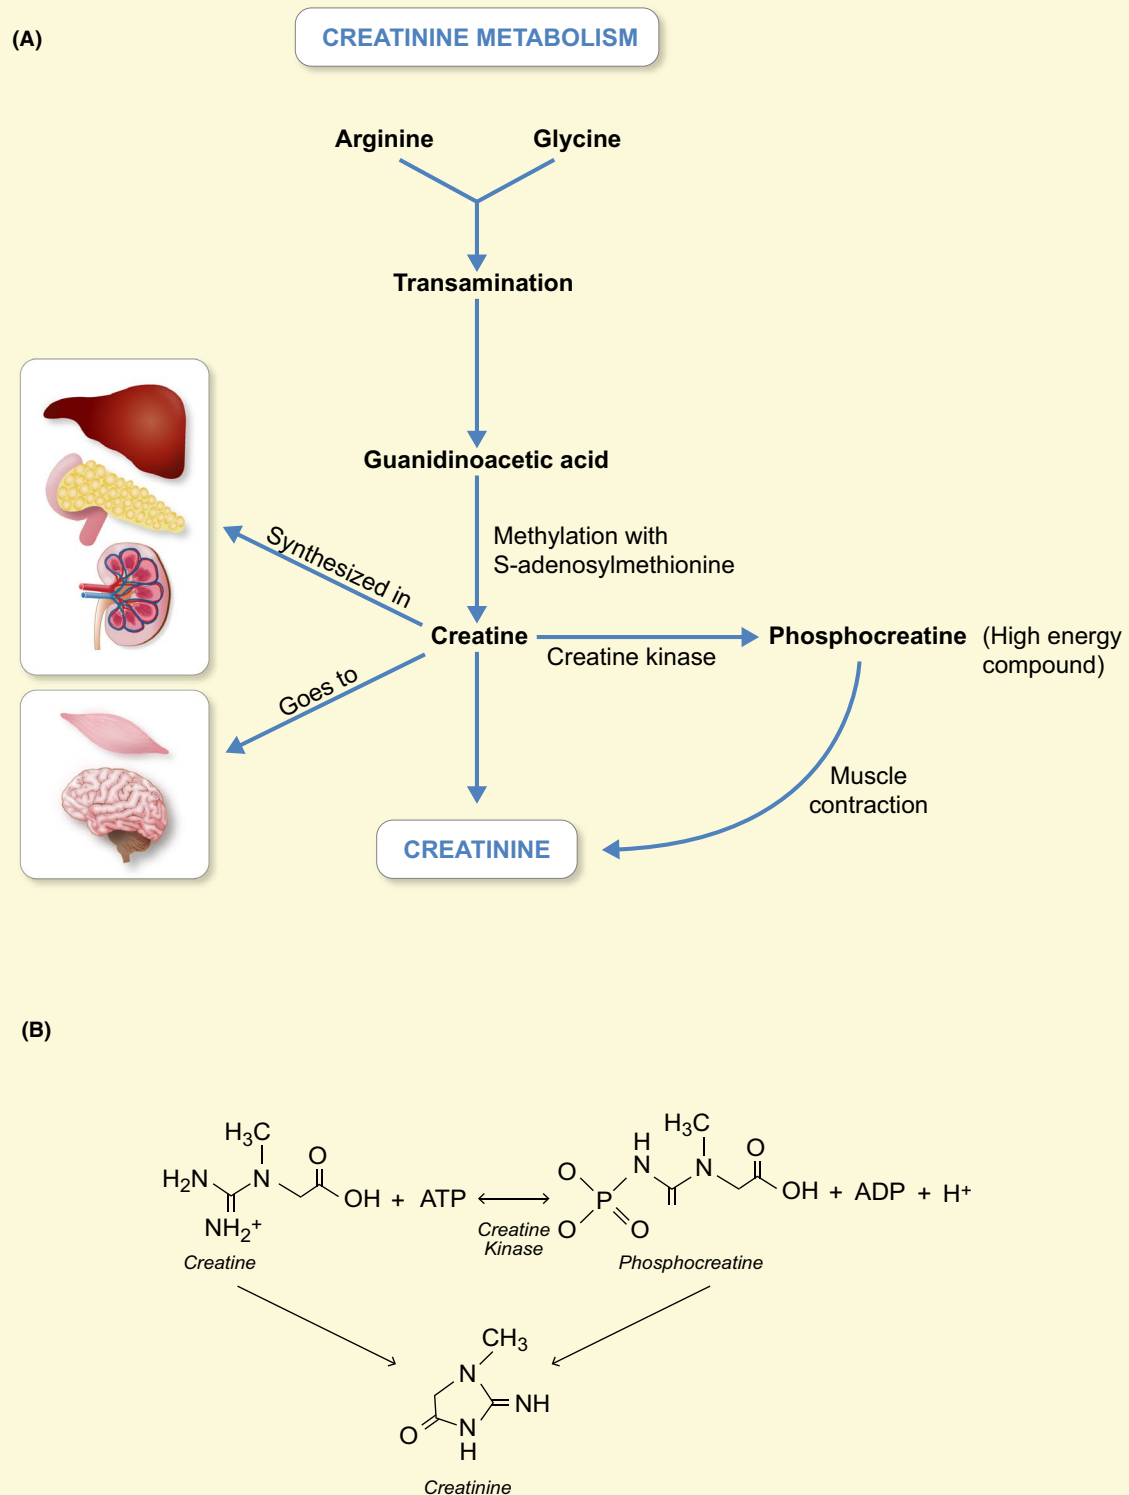 (A)
CREATININE METABOLISM
Arginine
Glycine
Transamination
Guanidinoacetic acid
Methylation with
S-adenosylmethionine
Synthesized in
Creatine
Creatine kinase
Phosphocreatine
(High energy
compound)
Goes to
Muscle
contraction
CREATININE
(B)
H₃C
H₂N
N
O
OH
NH₂⁺
+ ATP
Creatine
Kinase
Creatine
H₃C
H
N
N
O
OH
O
P
O
O
+ ADP + H⁺
Phosphocreatine
CH₃
N
NH
N
H
O
Creatinine